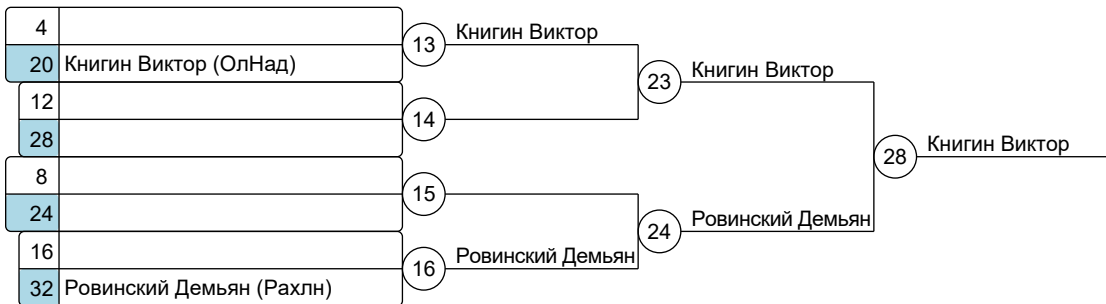 4
13
Книгин Виктор
20 Книгин Виктор (ОлНад)
23
Книгин Виктор
12
14
28
28
Книгин Виктор
8
15
24
24
Ровинский Демьян
16
16
Ровинский Демьян
32 Ровинский Демьян (Рахлн)